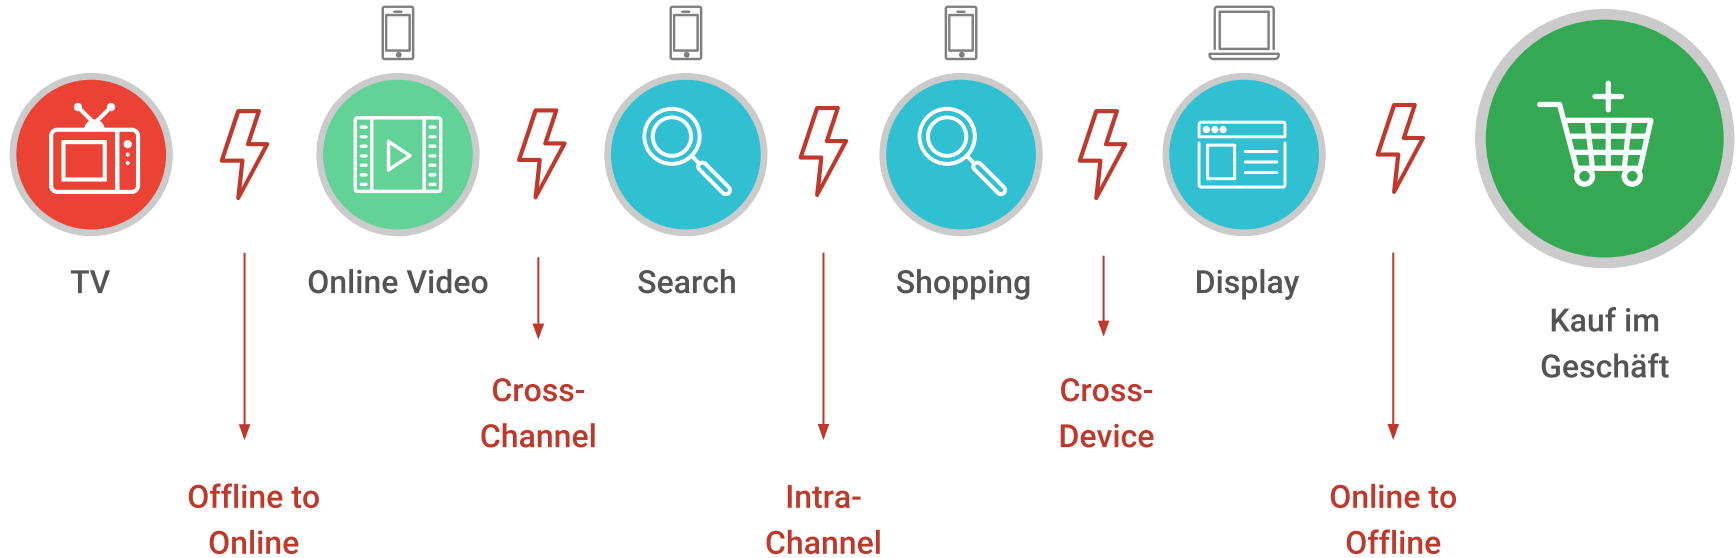 TV
Online Video
Search
Shopping
Display
Kauf im
Geschäft
Cross-
Channel
Cross-
Device
Offline to
Online
Intra-
Channel
Online to
Offline